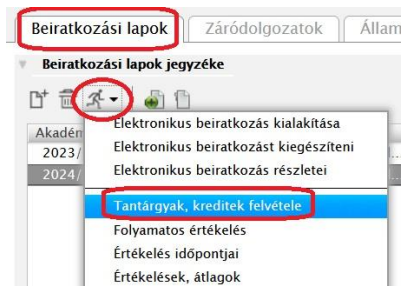 Beiratkozási lapok Záródolgozatok Állam
Beiratkozási lapok jegyzéke
Akadém
2023/
2024/
Elektronikus beiratkozás kialakítása
Elektronikus beiratkozást kiegészíteni
Elektronikus beiratkozás részletei
Tantárgyak, kreditek felvétele
Folyamatos értékelés
Értékelés időpontjai
Értékelések, átlagok